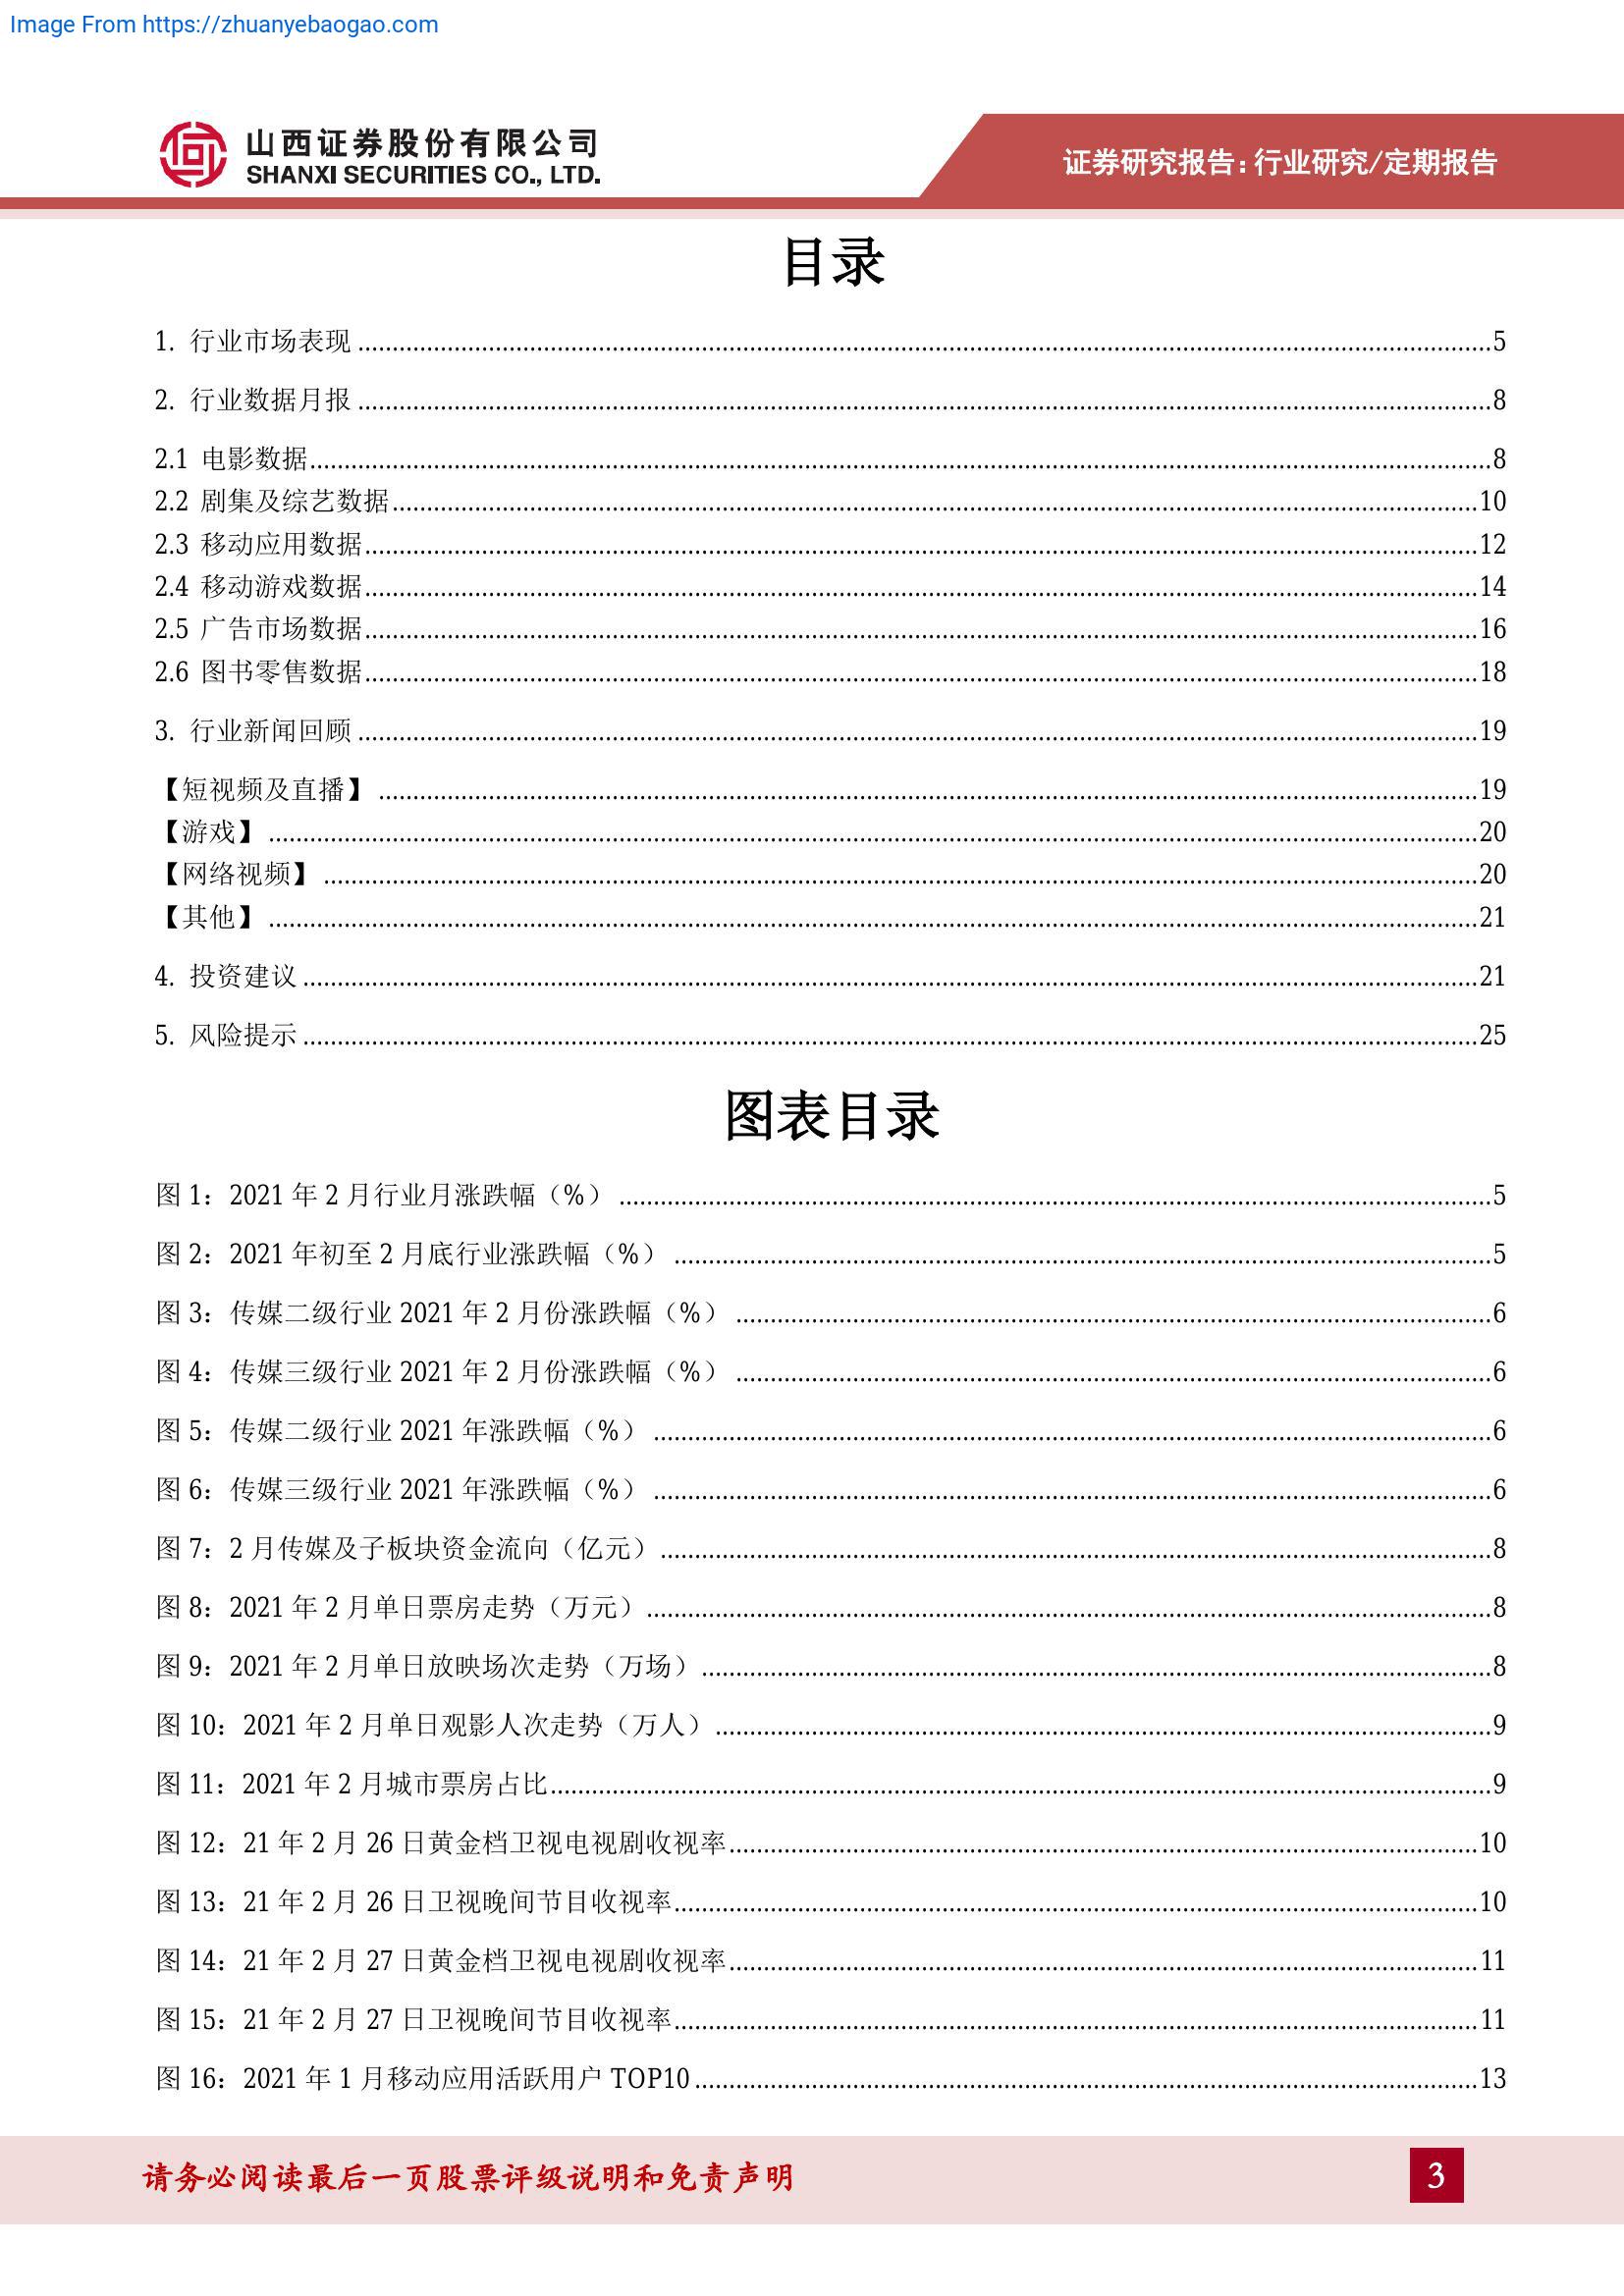 Image From https://zhuanyebaogao.com
山西证券股份有限公司
SHANXI SECURITIES CO., LTD.
证券研究报告:行业研究/定期报告
目录
1. 行业市场表现 5
2. 行业数据月报 8
2.1 电影数据 8
2.2 剧集及综艺数据 10
2.3 移动应用数据 12
2.4 移动游戏数据 14
2.5 广告市场数据 16
2.6 图书零售数据 18
3. 行业新闻回顾 19
【短视频及直播】 19
【游戏】 20
【网络视频】 20
【其他】 21
4. 投资建议 21
5. 风险提示 25
图表目录
图 1：2021 年 2 月行业月涨跌幅（%） 5
图 2：2021 年初至 2 月底行业涨跌幅（%） 5
图 3：传媒二级行业 2021 年 2 月份涨跌幅（%） 6
图 4：传媒三级行业 2021 年 2 月份涨跌幅（%） 6
图 5：传媒二级行业 2021 年涨跌幅（%） 6
图 6：传媒三级行业 2021 年涨跌幅（%） 6
图 7：2 月传媒及子板块资金流向（亿元） 8
图 8：2021 年 2 月单日票房走势（万元） 8
图 9：2021 年 2 月单日放映场次走势（万场） 8
图 10：2021 年 2 月单日观影人次走势（万人） 9
图 11：2021 年 2 月城市票房占比 9
图 12：21 年 2 月 26 日黄金档卫视电视剧收视率 10
图 13：21 年 2 月 26 日卫视晚间节目收视率 10
图 14：21 年 2 月 27 日黄金档卫视电视剧收视率 11
图 15：21 年 2 月 27 日卫视晚间节目收视率 11
图 16：2021 年 1 月移动应用活跃用户 TOP10 13
请务必阅读最后一页股票评级说明和免责声明
3